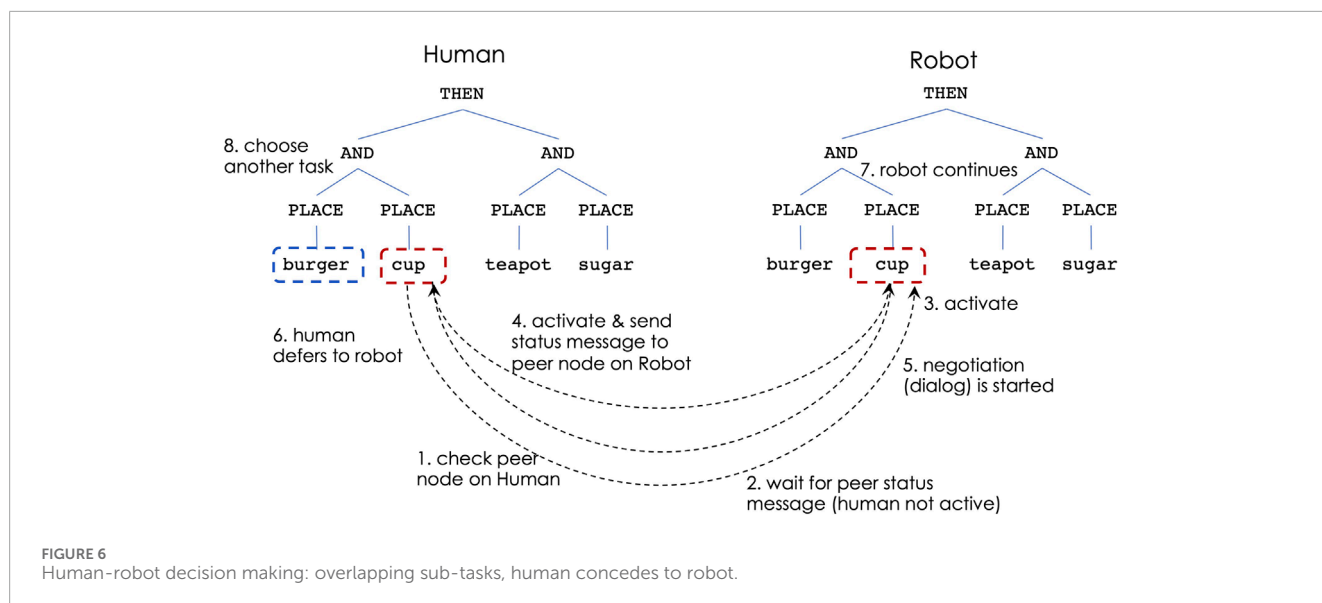 Human
Robot
THEN
THEN
8. choose
another task
AND
AND
AND
AND
7. robot continues
PLACE
PLACE
PLACE
PLACE
PLACE
PLACE
PLACE
PLACE
burger
cup
teapot
sugar
burger
cup
teapot
sugar
3. activate
6. human
defers to robot
4. activate & send
status message to
peer node on Robot
5. negotiation
(dialog) is started
1. check peer
node on Human
2. wait for peer status
message (human not active)
FIGURE 6
Human-robot decision making: overlapping sub-tasks, human concedes to robot.